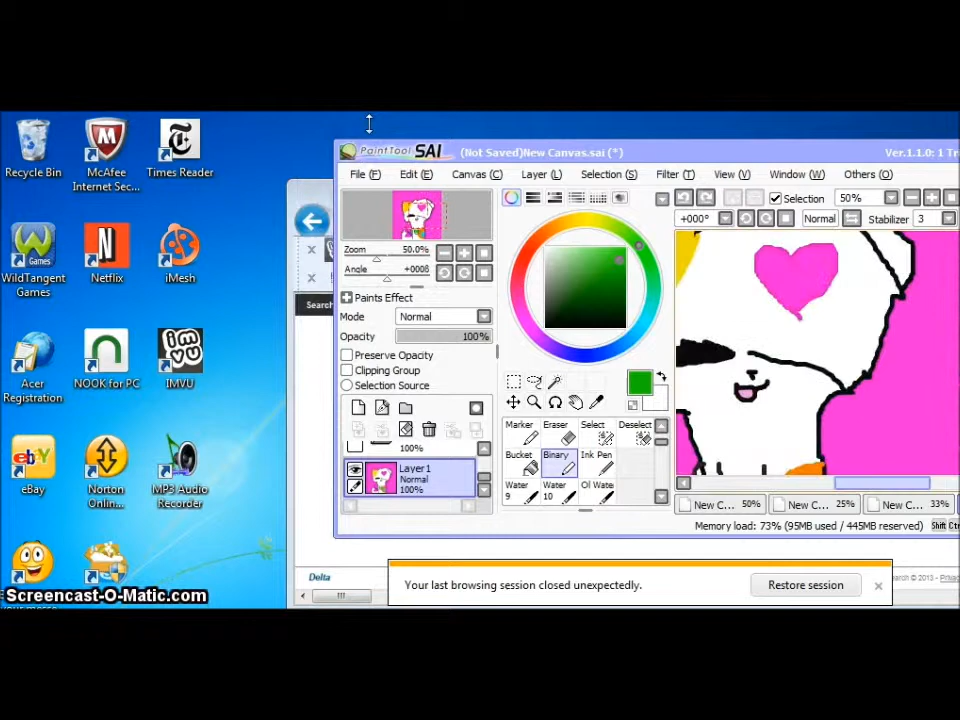 Recycle Bin
McAfee
Internet Sec...
Times Reader
WildTangent
Games
Netflix
iMesh
Acer
Registration
NOOK for PC
IMVU
eBay
Norton
Onlin...
MP3 Audio
Recorder
Screencast-O-Matic.com
PaintTool SAI (Not Saved)New Canvas.sai (*) Ver.1.1.0: 1
File (F) Edit (E) Canvas (C) Layer (L) Selection (S) Filter (T) View (V) Window (W) Others (O)
Selection 50%
+000° Normal Stabilizer 3
Zoom 50.0%
Angle +000θ
Paints Effect
Mode Normal
Opacity 100%
Preserve Opacity
Clipping Group
Selection Source
100%
Layer1
Normal
100%
Marker Eraser Select Deselect
Bucket Binary Ink Pen
Water 9 Water 10 Oil Wate
New C... 50% New C... 25% New C... 33%
Memory load: 73% (95MB used / 445MB reserved) Shift
Search
Delta
Your last browsing session closed unexpectedly. Restore session